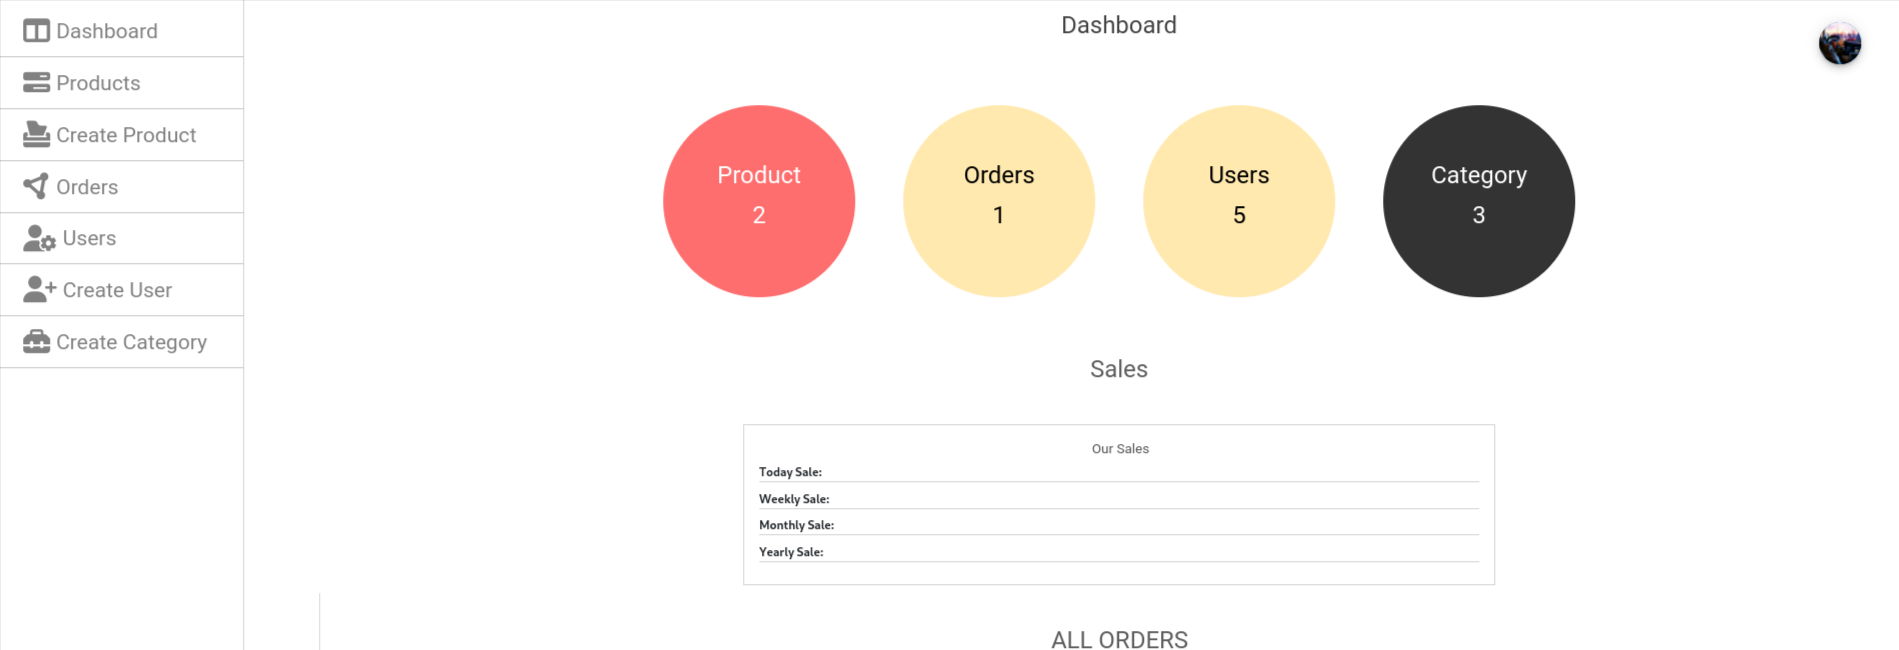 Dashboard
Products
Create Product
Orders
Users
Create User
Create Category
Dashboard
Product
2
Orders
1
Users
5
Category
3
Sales
Our Sales
Today Sale:
Weekly Sale:
Monthly Sale:
Yearly Sale:
ALL ORDERS